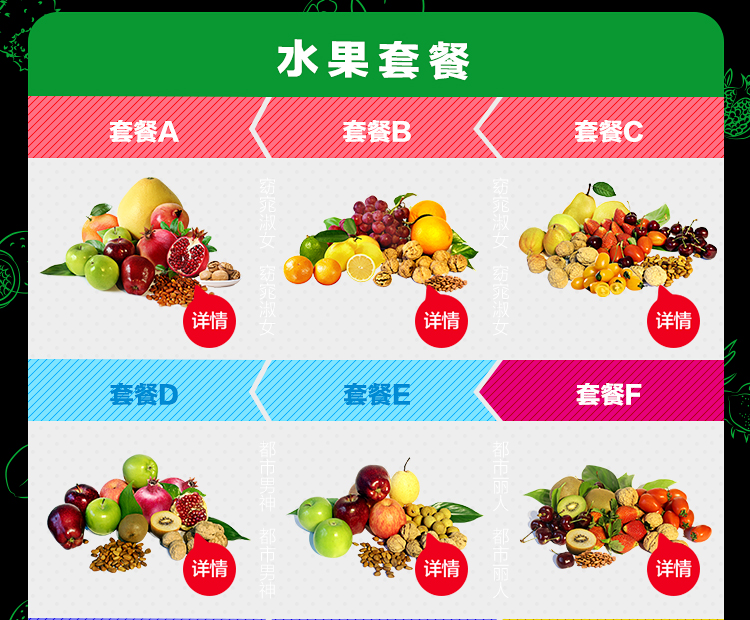 水果套餐
套餐A
套餐B
套餐C
窈窕淑女
窈窕淑女
窈窕淑女
窈窕淑女
详情
详情
详情
套餐D
套餐E
套餐F
都市男神
都市丽人
都市男神
都市丽人
详情
详情
详情